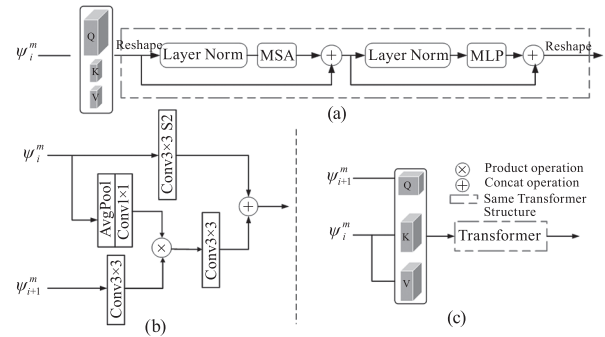 ψ_i^m Q K V Reshape Layer Norm MSA + Layer Norm MLP + Reshape
(a)
ψ_i^m Conv3×3 S2
AvgPool Conv1×1 × Conv3×3 +
ψ_{i+1}^m Conv3×3
(b)
ψ_{i+1}^m Q
ψ_i^m K V Transformer
(c)
× Product operation
+ Concat operation
Same Transformer
Structure